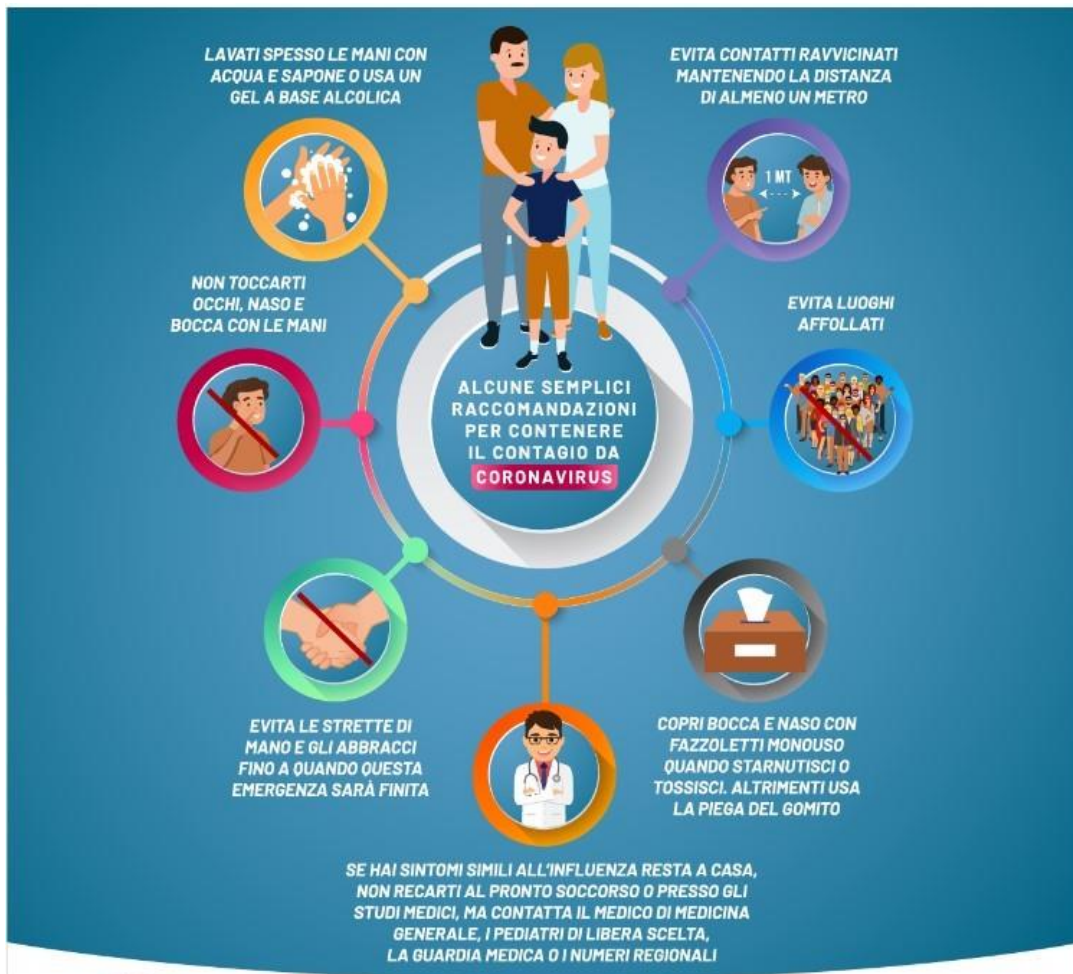 LAVATI SPESSO LE MANI CON
ACQUA E SAPONE O USA UN
GEL A BASE ALCOLICA
EVITA CONTATTI RAVVICINATI
MANTENENDO LA DISTANZA
DI ALMENO UN METRO
1 MT
NON TOCCARTI
OCCHI, NASO E
BOCCA CON LE MANI
EVITA LUOGHI
AFFOLLATI
ALCUNE SEMPLICI
RACCOMANDAZIONI
PER CONTENERE
IL CONTAGIO DA
CORONAVIRUS
EVITA LE STRETTE DI
MANO E GLI ABBRACCI
FINO A QUANDO QUESTA
EMERGENZA SARÀ FINITA
COPRI BOCCA E NASO CON
FAZZOLETTI MONOUSO
QUANDO STARNUTISCI O
TOSSISCI. ALTRIMENTI USA
LA PIEGA DEL GOMITO
SE HAI SINTOMI SIMILI ALL'INFLUENZA RESTA A CASA,
NON RECARTI AL PRONTO SOCCORSO O PRESSO GLI
STUDI MEDICI, MA CONTATTA IL MEDICO DI MEDICINA
GENERALE, I PEDIATRI DI LIBERA SCELTA,
LA GUARDIA MEDICA O I NUMERI REGIONALI